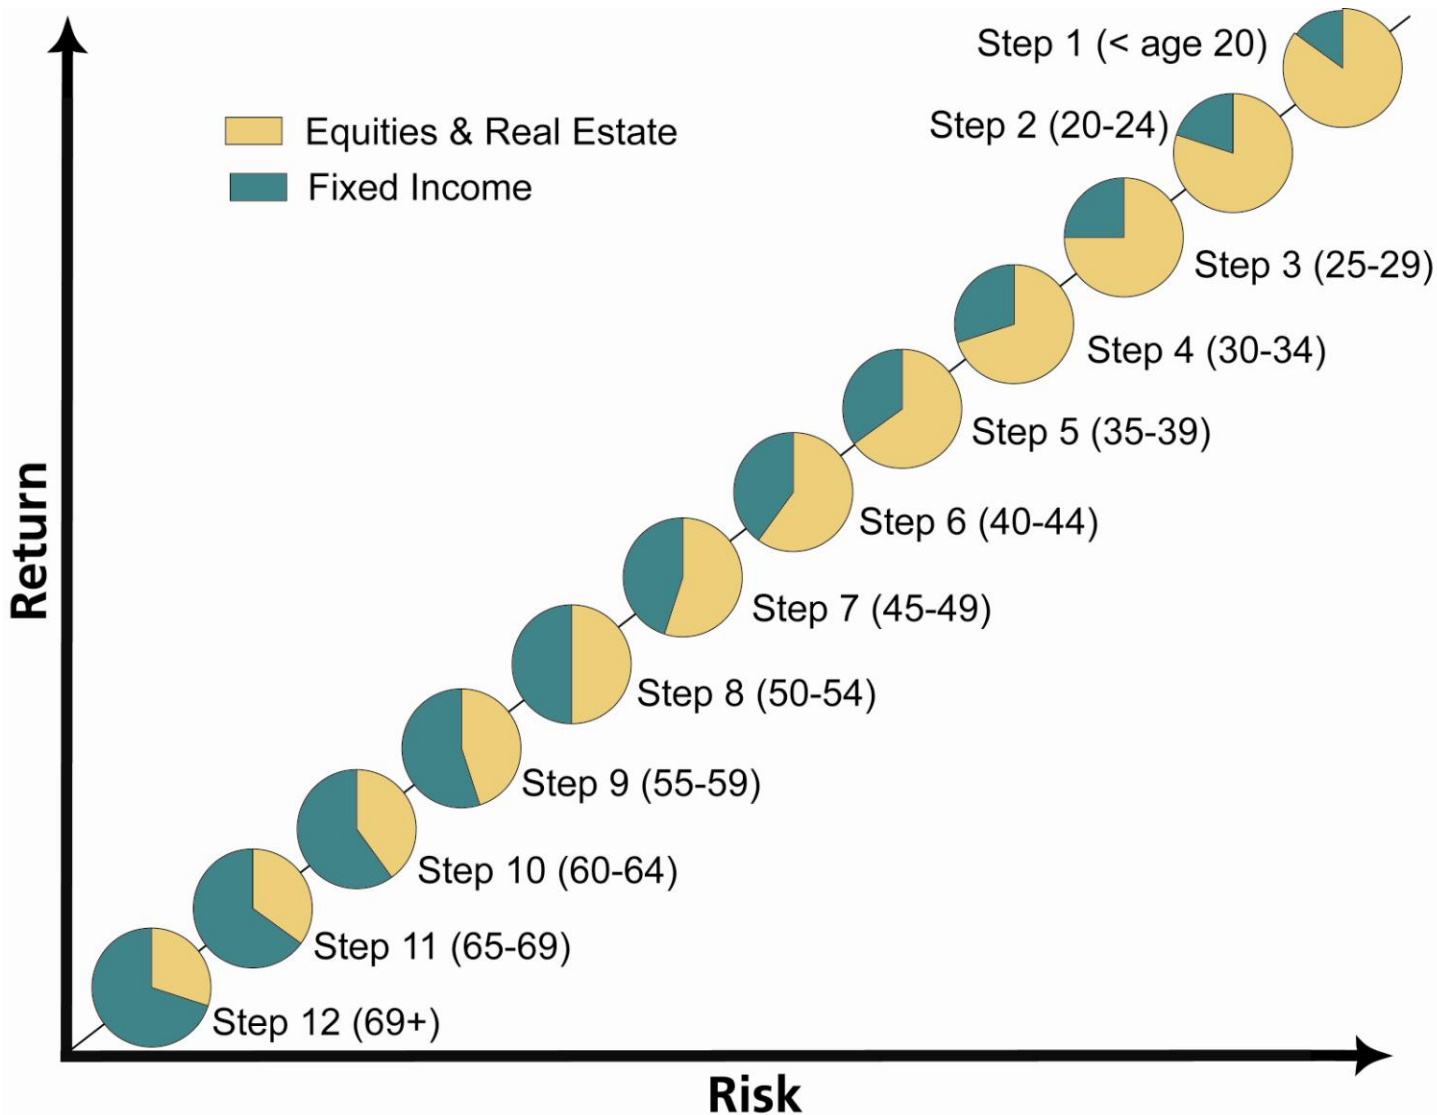 Step 1 (< age 20)
Step 2 (20-24)
Equities & Real Estate
Fixed Income
Step 3 (25-29)
Step 4 (30-34)
Step 5 (35-39)
Step 6 (40-44)
Step 7 (45-49)
Step 8 (50-54)
Step 9 (55-59)
Step 10 (60-64)
Step 11 (65-69)
Step 12 (69+)
Return
Risk